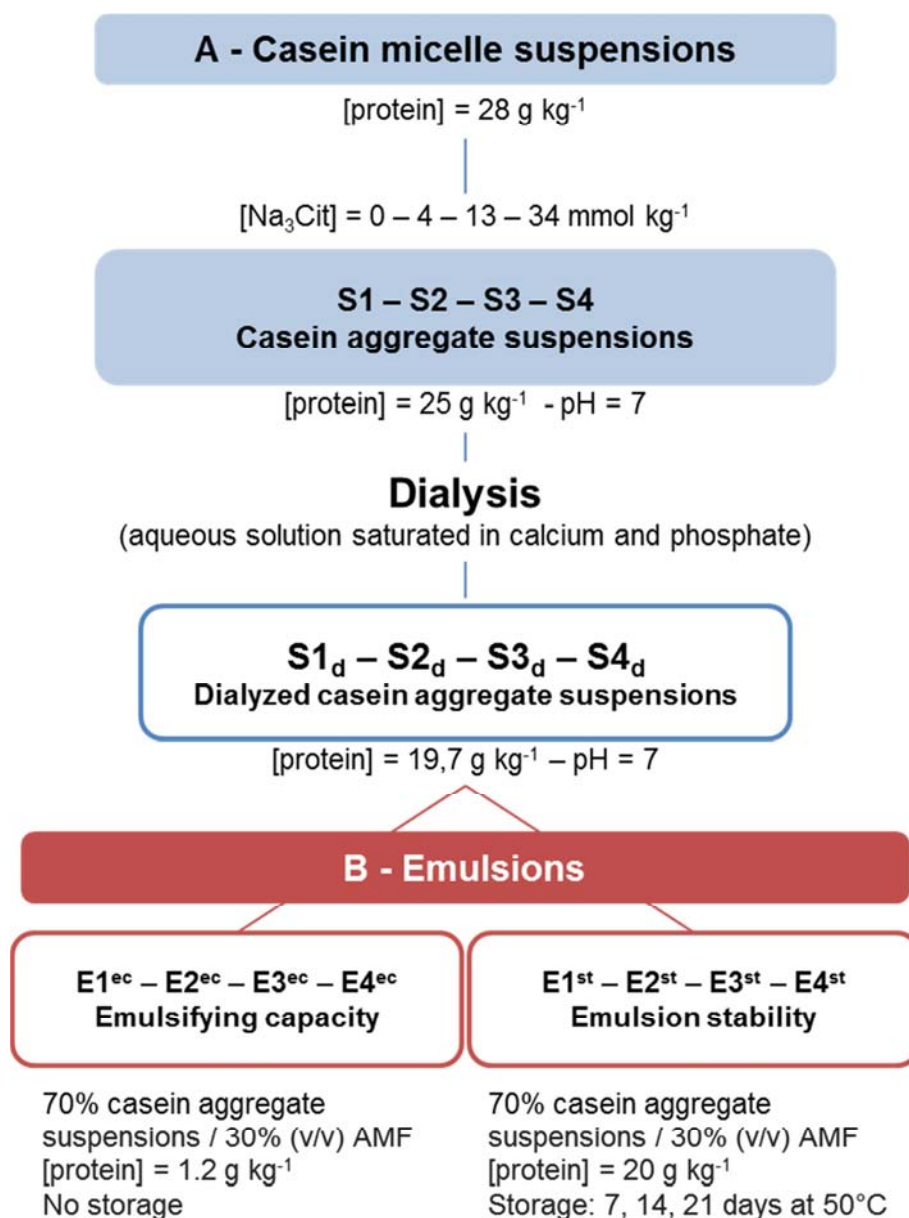 A - Casein micelle suspensions
[protein] = 28 g kg⁻¹
[Na₃Cit] = 0 – 4 – 13 – 34 mmol kg⁻¹
S1 – S2 – S3 – S4
Casein aggregate suspensions
[protein] = 25 g kg⁻¹ - pH = 7
Dialysis
(aqueous solution saturated in calcium and phosphate)
S1d – S2d – S3d – S4d
Dialyzed casein aggregate suspensions
[protein] = 19,7 g kg⁻¹ – pH = 7
B - Emulsions
E1ᵉᶜ – E2ᵉᶜ – E3ᵉᶜ – E4ᵉᶜ
Emulsifying capacity
70% casein aggregate
suspensions / 30% (v/v) AMF
[protein] = 1.2 g kg⁻¹
No storage
E1ˢᵗ – E2ˢᵗ – E3ˢᵗ – E4ˢᵗ
Emulsion stability
70% casein aggregate
suspensions / 30% (v/v) AMF
[protein] = 20 g kg⁻¹
Storage: 7, 14, 21 days at 50°C